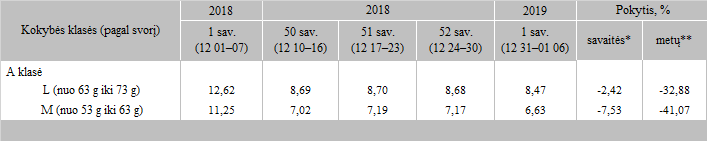 Kokybės klasės (pagal svorį) 2018 2018 2019 Pokytis, %
1 sav. (12 01–07) 50 sav. (12 10–16) 51 sav. (12 17–23) 52 sav. (12 24–30) 1 sav. (12 31–01 06) savaitės* metų**
A klasė
L (nuo 63 g iki 73 g) 12,62 8,69 8,70 8,68 8,47 -2,42 -32,88
M (nuo 53 g iki 63 g) 11,25 7,02 7,19 7,17 6,63 -7,53 -41,07